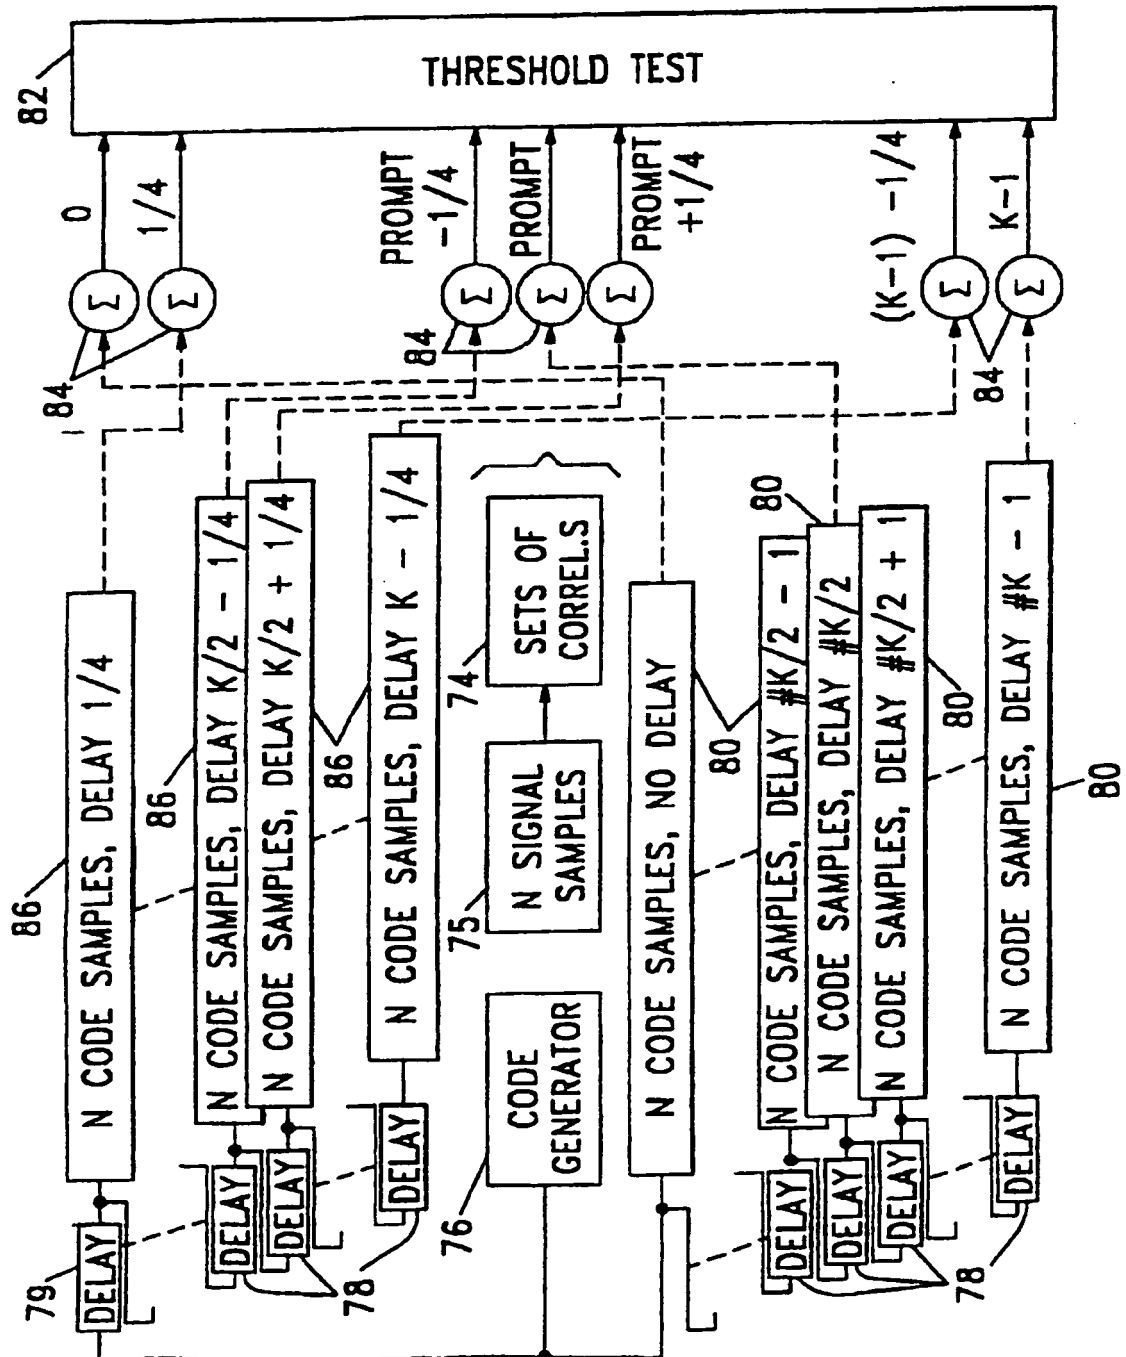 82
THRESHOLD TEST
0
1/4
PROMPT
-1/4
PROMPT
PROMPT
+1/4
(K-1) -1/4
K-1
Σ
Σ
Σ
Σ
Σ
Σ
Σ
84
84
84
86
N CODE SAMPLES, DELAY 1/4
86
N CODE SAMPLES, DELAY K/2 - 1/4
N CODE SAMPLES, DELAY K/2 + 1/4
86
N CODE SAMPLES, DELAY K - 1/4
74
SETS OF
CORREL.S
75
N SIGNAL
SAMPLES
76
CODE
GENERATOR
N CODE SAMPLES, NO DELAY
80
N CODE SAMPLES, DELAY #K/2 - 1
80
N CODE SAMPLES, DELAY #K/2
N CODE SAMPLES, DELAY #K/2 + 1
80
N CODE SAMPLES, DELAY #K - 1
80
79
DELAY
DELAY
DELAY
DELAY
78
DELAY
DELAY
DELAY
DELAY
78